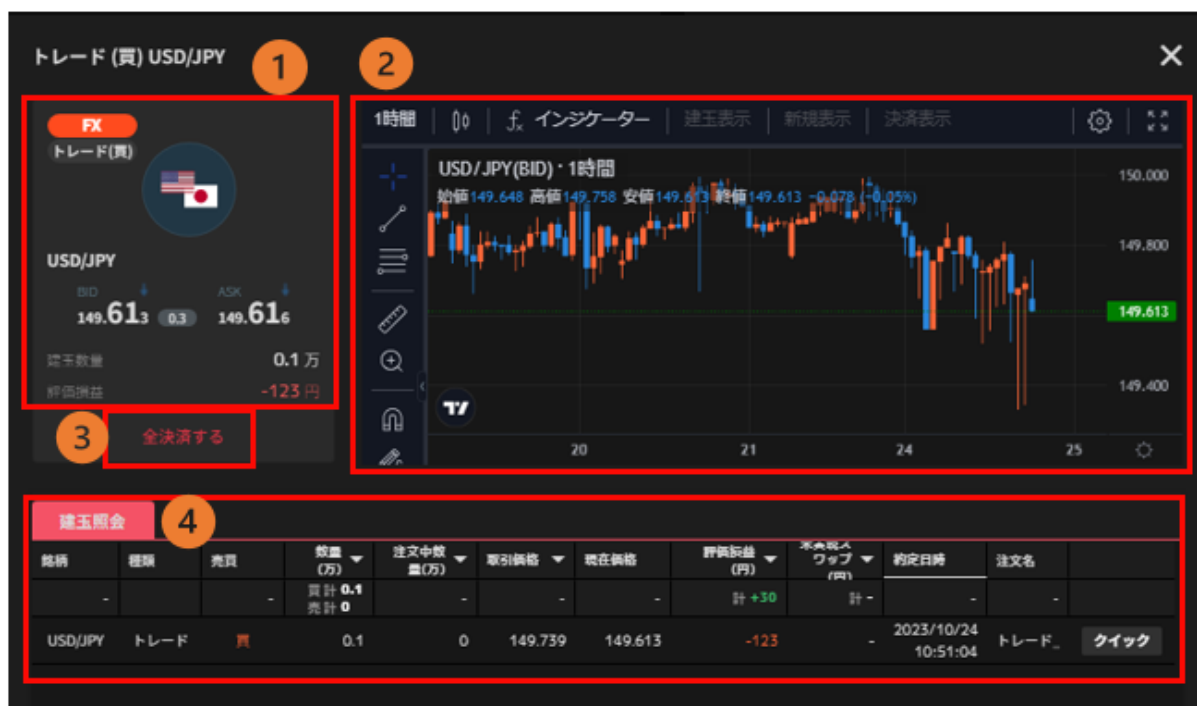 トレード (買) USD/JPY
1
2
FX
トレード(買)
USD/JPY
BID ASK
149.613 0.3 149.616
建玉数量 0.1 万
評価損益 -123 円
3
全決済する
1時間 fx インジケーター 建玉表示 新規表示 決済表示
USD/JPY(BID)・1時間
始値149.648 高値149.758 安値149.613 終値149.613 -0.078 (-0.05%)
150.000
149.800
149.613
149.400
20 21 24 25
建玉照会
4
銘柄 種類 売買 数量(万) 注文中数量(万) 取引価格 現在価格 評価損益(円) 未実現スワップ(円) 約定日時 注文名
- - 買計 0.1 - - - 計 +30 計 - - -
売計 0
USD/JPY トレード 買 0.1 0 149.739 149.613 -123 - 2023/10/24 トレード_ クイック
10:51:04